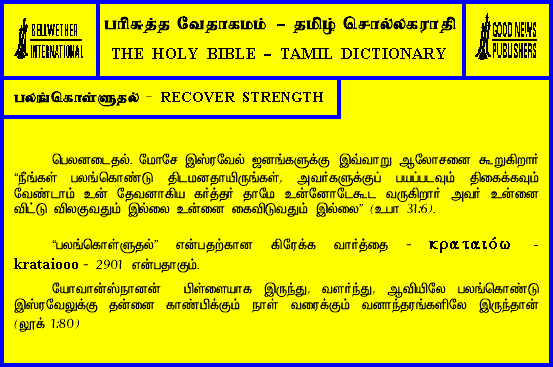 BELLWETHER
INTERNATIONAL
பரிசுத்த வேதாகமம் – தமிழ் சொல்லகராதி
THE HOLY BIBLE – TAMIL DICTIONARY
GOOD NEWS
PUBLISHERS
பலங்கொள்ளுதல் - RECOVER STRENGTH
பெலனடைதல். மோசே இஸ்ரவேல் ஜனங்களுக்கு இவ்வாறு ஆலோசனை கூறுகிறார்
“நீங்கள் பலங்கொண்டு திடமனதாயிருங்கள், அவர்களுக்குப் பயப்படவும் திகைக்கவும்
வேண்டாம் உன் தேவனாகிய கர்த்தர் தாமே உன்னோடேகூட வருகிறார் அவர் உன்னை
விட்டு விலகுவதும் இல்லை உன்னை கைவிடுவதும் இல்லை” (உபா 31:6).
“பலங்கொள்ளுதல்” என்பதற்கான கிரேக்க வார்த்தை - κραταιόω -
krataiooo - 2901 என்பதாகும்.
யோவான்ஸ்நானன் பிள்ளையாக இருந்து, வளர்ந்து, ஆவியிலே பலங்கொண்டு
இஸ்ரவேலுக்கு தன்னை காண்பிக்கும் நாள் வரைக்கும் வனாந்தரங்களிலே இருந்தான்
(லூக் 1:80)